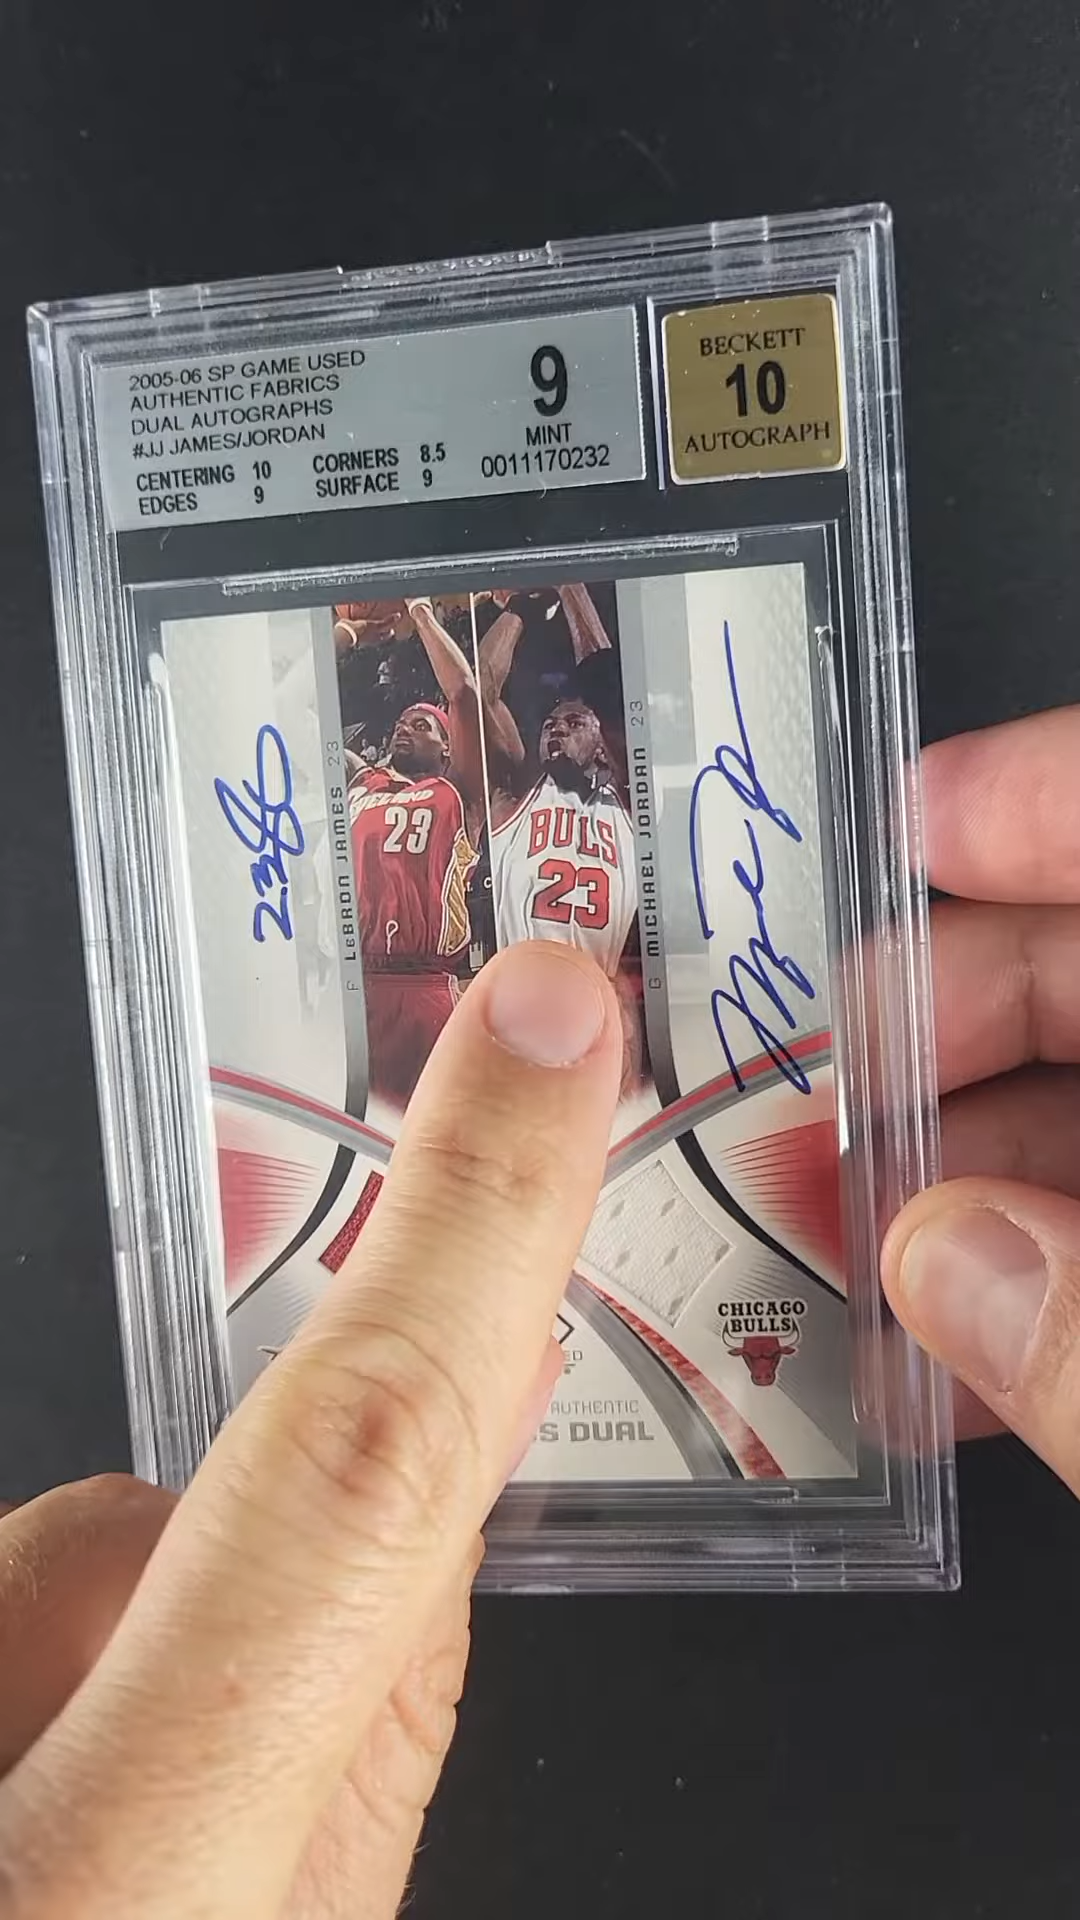 2005-06 SP GAME USED
AUTHENTIC FABRICS
DUAL AUTOGRAPHS
#JJ JAMES/JORDAN
CENTERING 10 CORNERS 8.5
EDGES 9 SURFACE 9
9
MINT
0011170232
BECKETT
10
AUTOGRAPH
F LeBRON JAMES 23
23
BULS
23
G MICHAEL JORDAN 23
CHICAGO
BULLS
AUTHENTIC
DUAL